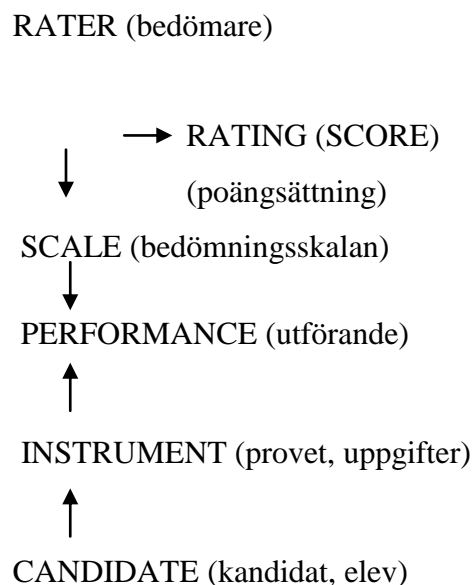 RATER (bedömare)
RATING (SCORE)
(poängsättning)
SCALE (bedömningsskalan)
PERFORMANCE (utförande)
INSTRUMENT (provet, uppgifter)
CANDIDATE (kandidat, elev)